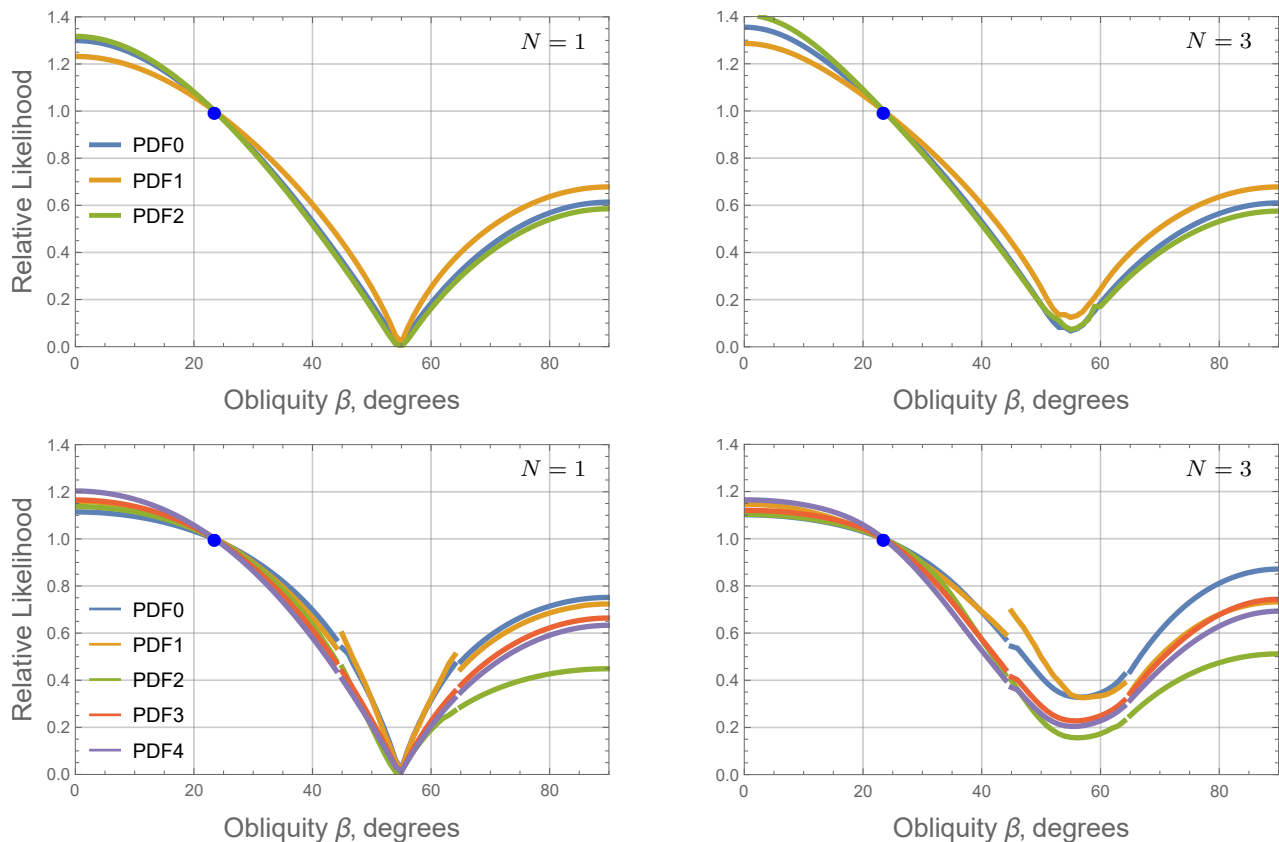 1.4
1.2
1.0
0.8
0.6
0.4
0.2
0.0
Relative Likelihood
N = 1
PDF0
PDF1
PDF2
0 20 40 60 80
Obliquity β, degrees
1.4
1.2
1.0
0.8
0.6
0.4
0.2
0.0
N = 3
0 20 40 60 80
Obliquity β, degrees
1.4
1.2
1.0
0.8
0.6
0.4
0.2
0.0
Relative Likelihood
N = 1
PDF0
PDF1
PDF2
PDF3
PDF4
0 20 40 60 80
Obliquity β, degrees
1.4
1.2
1.0
0.8
0.6
0.4
0.2
0.0
N = 3
0 20 40 60 80
Obliquity β, degrees